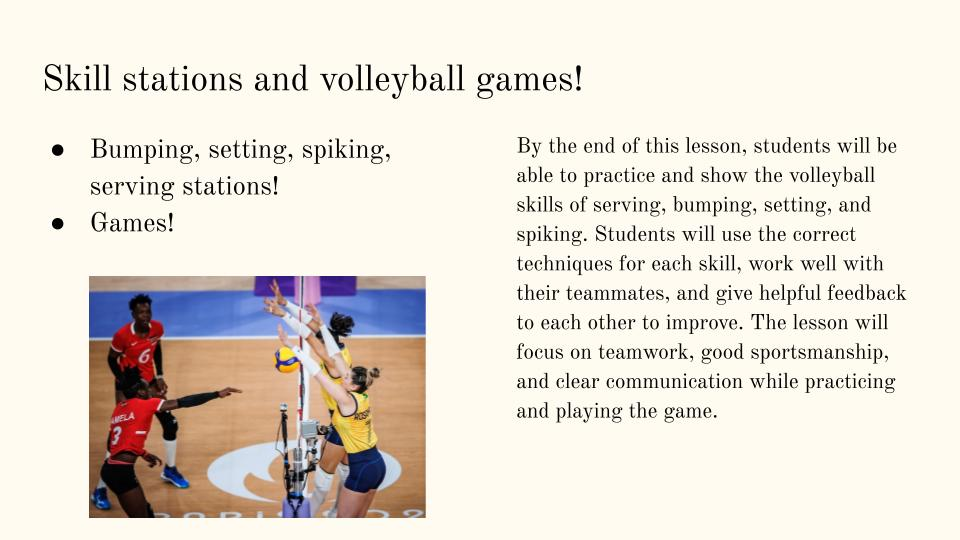 Skill stations and volleyball games!
● Bumping, setting, spiking,
serving stations!
● Games!
By the end of this lesson, students will be
able to practice and show the volleyball
skills of serving, bumping, setting, and
spiking. Students will use the correct
techniques for each skill, work well with
their teammates, and give helpful feedback
to each other to improve. The lesson will
focus on teamwork, good sportsmanship,
and clear communication while practicing
and playing the game.
6
AMELA
3